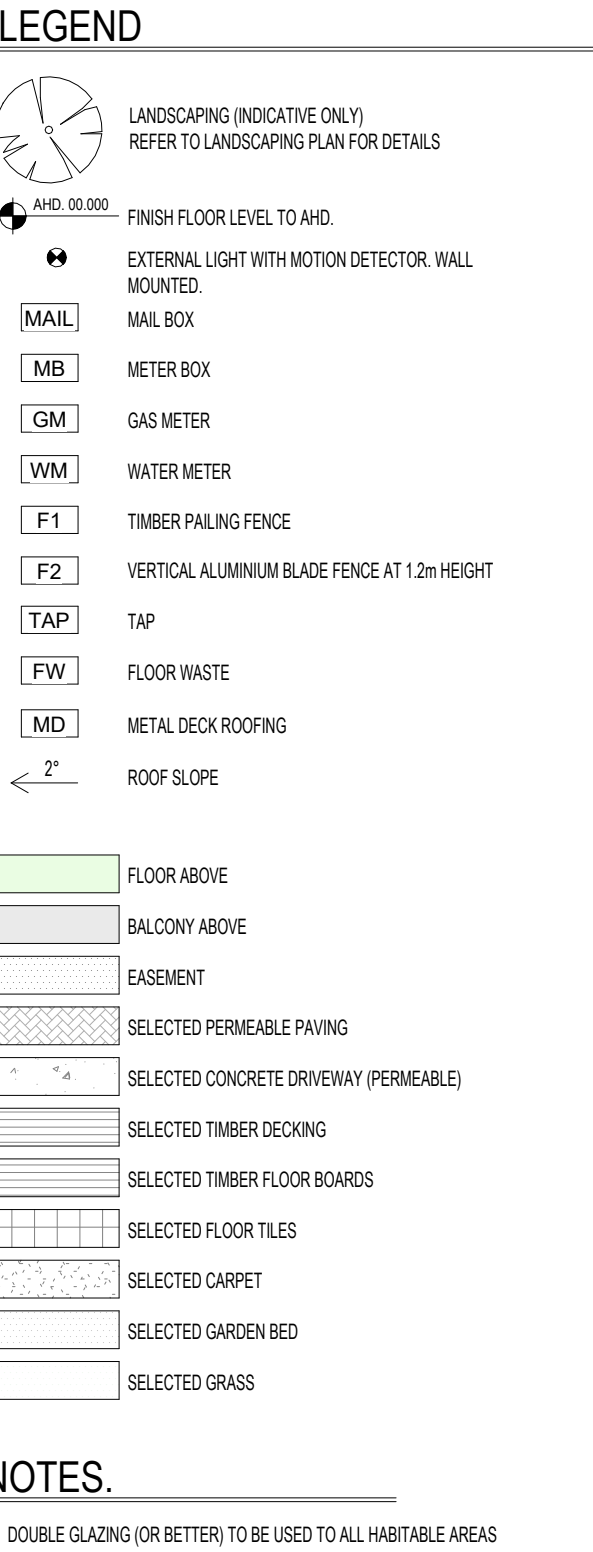 LEGEND
LANDSCAPING (INDICATIVE ONLY)
REFER TO LANDSCAPING PLAN FOR DETAILS
AHD. 00.000
FINISH FLOOR LEVEL TO AHD.
EXTERNAL LIGHT WITH MOTION DETECTOR. WALL
MOUNTED.
MAIL MAIL BOX
MB METER BOX
GM GAS METER
WM WATER METER
F1 TIMBER PAILING FENCE
F2 VERTICAL ALUMINIUM BLADE FENCE AT 1.2m HEIGHT
TAP TAP
FW FLOOR WASTE
MD METAL DECK ROOFING
2° ROOF SLOPE
FLOOR ABOVE
BALCONY ABOVE
EASEMENT
SELECTED PERMEABLE PAVING
SELECTED CONCRETE DRIVEWAY (PERMEABLE)
SELECTED TIMBER DECKING
SELECTED TIMBER FLOOR BOARDS
SELECTED FLOOR TILES
SELECTED CARPET
SELECTED GARDEN BED
SELECTED GRASS
NOTES.
DOUBLE GLAZING (OR BETTER) TO BE USED TO ALL HABITABLE AREAS